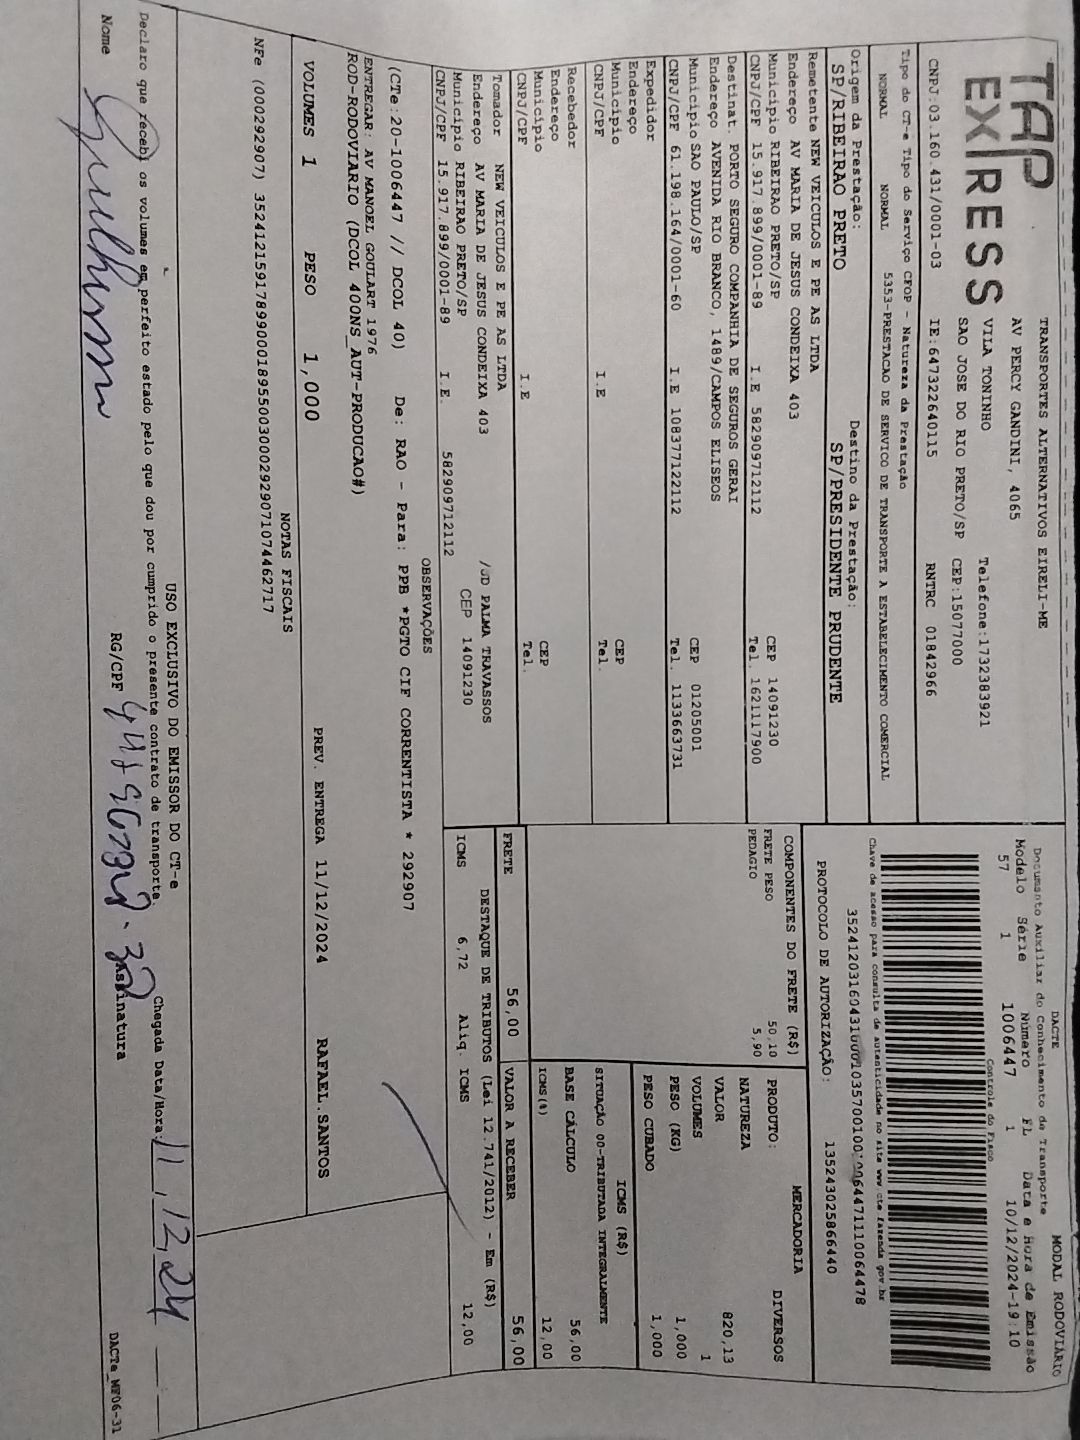 TAP
EXPRESS
TRANSPORTES ALTERNATIVOS EIRELI-ME
AV PERCY GANDINI, 4065
VILA TONINHO Telefone:1732383921
SAO JOSE DO RIO PRETO/SP CEP:15077000
CNPJ:03.160.431/0001-03 IE:647322640115 RNTRC 01842966
DACTE MODAL RODOVIÁRIO
Documento Auxiliar do Conhecimento de Transporte
Modelo Série Número FL Data e Hora de Emissão
57 1 1006447 1 10/12/2024-19:10
Controle do Fisco
Chave de acesso para consulta de autenticidade no site www.cte.fazenda.gov.br
PROTOCOLO DE AUTORIZAÇÃO: 135243025866440
Tipo do CT-e Tipo do Serviço CFOP - Natureza da Prestação
NORMAL NORMAL 5353-PRESTACAO DE SERVICO DE TRANSPORTE A ESTABELECIMENTO COMERCIAL
Origem da Prestação: Destino da Prestação:
SP/RIBEIRAO PRETO SP/PRESIDENTE PRUDENTE
Remetente NEW VEICULOS E PE AS LTDA
Endereço AV MARIA DE JESUS CONDEIXA 403
Município RIBEIRAO PRETO/SP CEP 14091230
CNPJ/CPF 15.917.899/0001-89 I.E 582909712112 Tel. 1621117900
Destinat. PORTO SEGURO COMPANHIA DE SEGUROS GERAI
Endereço AVENIDA RIO BRANCO, 1489/CAMPOS ELISEOS
Município SAO PAULO/SP CEP 01205001
CNPJ/CPF 61.198.164/0001-60 I.E 108377122112 Tel. 1133663731
Expedidor
Endereço
Município CEP
CNPJ/CPF I.E Tel.
Recebedor
Endereço
Município CEP
CNPJ/CPF I.E Tel.
Tomador NEW VEICULOS E PE AS LTDA
Endereço AV MARIA DE JESUS CONDEIXA 403 /JD PALMA TRAVASSOS
Município RIBEIRAO PRETO/SP CEP 14091230
CNPJ/CPF 15.917.899/0001-89 I.E. 582909712112
COMPONENTES DO FRETE (R$)
FRETE PESO 50,10
PEDAGIO 5,90
MERCADORIA
PRODUTO: DIVERSOS
NATUREZA
VALOR 820,13
VOLUMES 1
PESO (KG) 1,000
PESO CUBADO 1,000
ICMS (R$)
SITUAÇÃO 00-TRIBUTADA INTEGRALMENTE
BASE CÁLCULO 56,00
ICMS(%) 12,00
FRETE 56,00 VALOR A RECEBER 56,00
DESTAQUE DE TRIBUTOS (Lei 12.741/2012) - Em (R$)
ICMS 6,72 Aliq. ICMS 12,00
OBSERVAÇÕES
(CTe:20-1006447 // DCOL 40) De: RAO - Para: PPB *PGTO CIF CORRENTISTA * 292907
ENTREGAR: AV MANOEL GOULART 1976
ROD-RODOVIARIO (DCOL 400NS_AUT-PRODUCAO#)
VOLUMES 1 PESO 1,000 PREV. ENTREGA 11/12/2024 RAFAEL.SANTOS
NOTAS FISCAIS
NFe (000292907) 35241215917899000189550030002929071074462717
USO EXCLUSIVO DO EMISSOR DO CT-e
Declaro que recebi os volumes em perfeito estado pelo que dou por cumprido o presente contrato de transporte. Chegada Data/Hora: 11.12.24
Nome RG/CPF Assinatura
DACTe_MF06-31